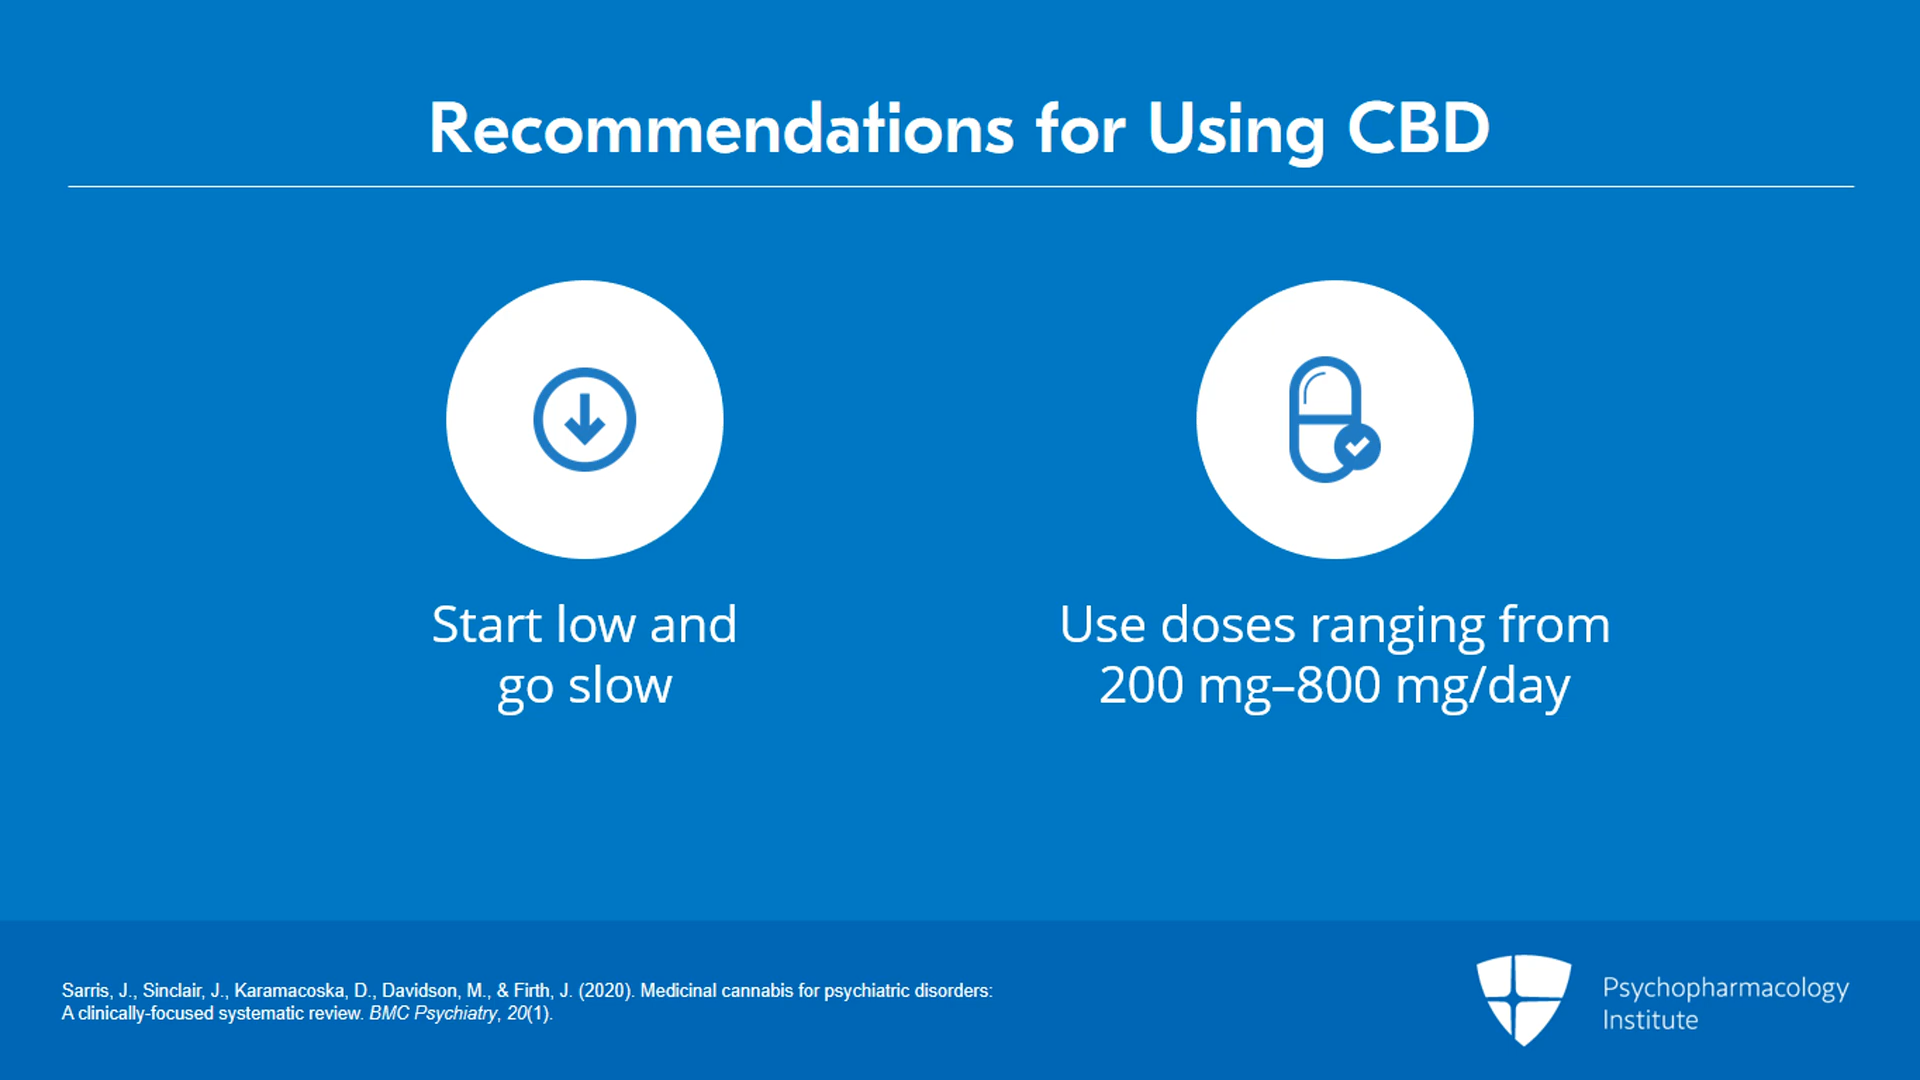 Recommendations for Using CBD
Start low and
go slow
Use doses ranging from
200 mg–800 mg/day
Sarris, J., Sinclair, J., Karamacoska, D., Davidson, M., & Firth, J. (2020). Medicinal cannabis for psychiatric disorders:
A clinically-focused systematic review. BMC Psychiatry, 20(1).
Psychopharmacology
Institute